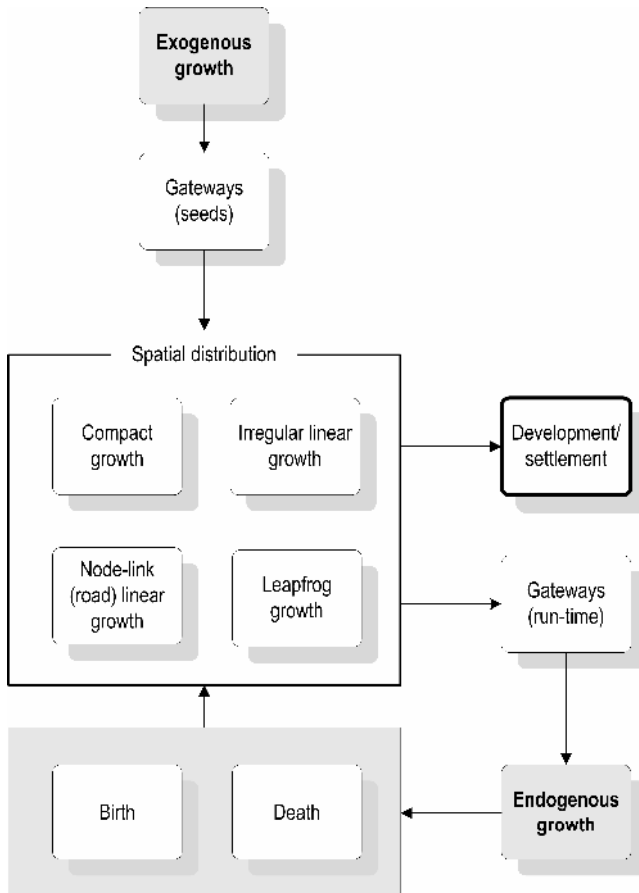 Exogenous
growth
Gateways
(seeds)
Spatial distribution
Compact
growth
Irregular linear
growth
Development/
settlement
Node-link
(road) linear
growth
Leapfrog
growth
Gateways
(run-time)
Birth
Death
Endogenous
growth